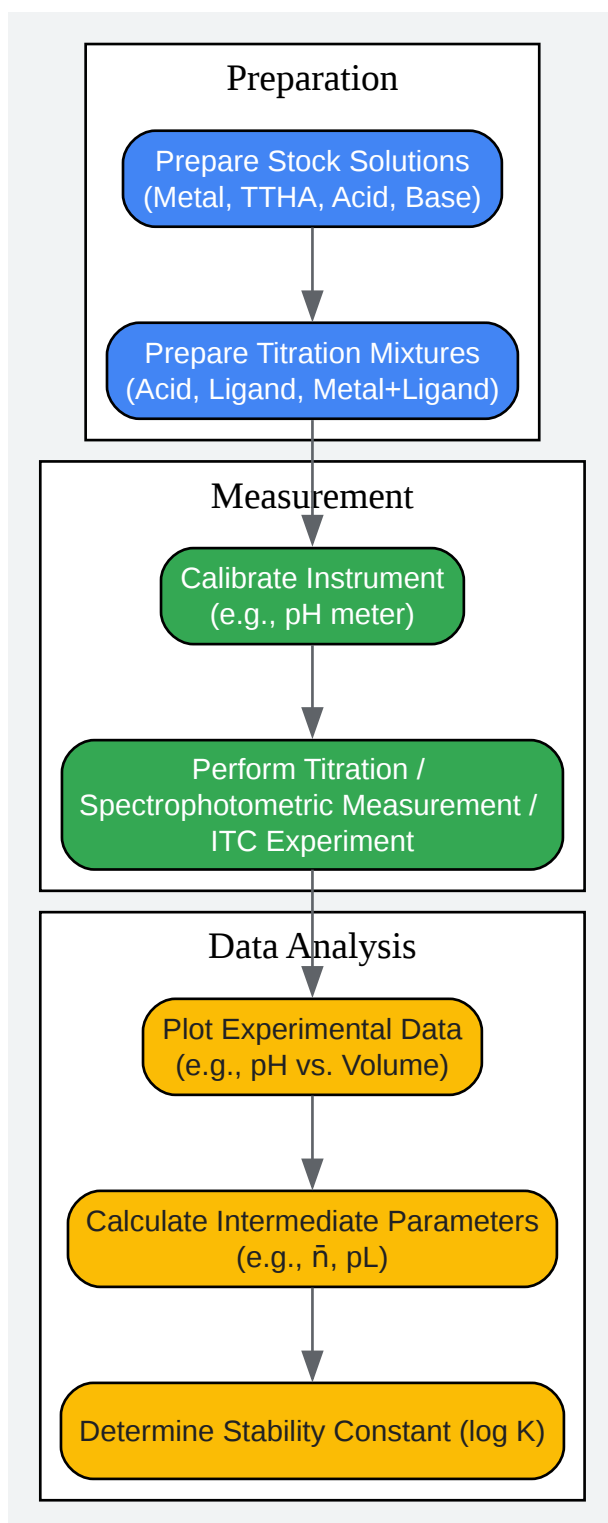 Preparation
Prepare Stock Solutions
(Metal, TTHA, Acid, Base)
Prepare Titration Mixtures
(Acid, Ligand, Metal+Ligand)
Measurement
Calibrate Instrument
(e.g., pH meter)
Perform Titration /
Spectrophotometric Measurement /
ITC Experiment
Data Analysis
Plot Experimental Data
(e.g., pH vs. Volume)
Calculate Intermediate Parameters
(e.g., n̄, pL)
Determine Stability Constant (log K)